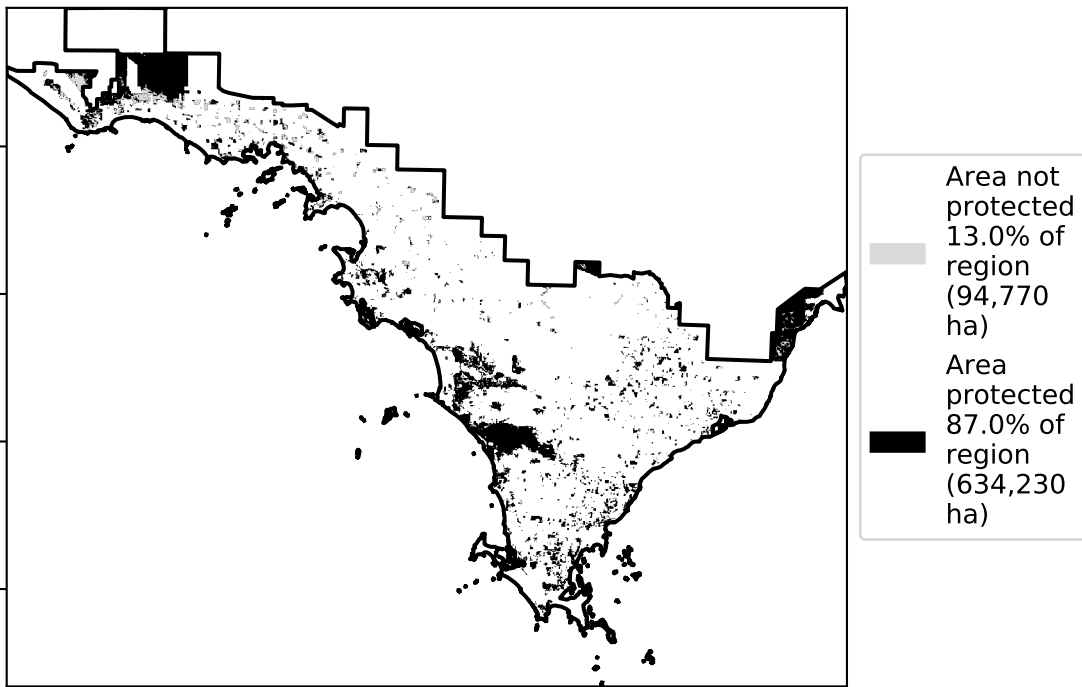 Area not
protected
13.0% of
region
(94,770
ha)
Area
protected
87.0% of
region
(634,230
ha)